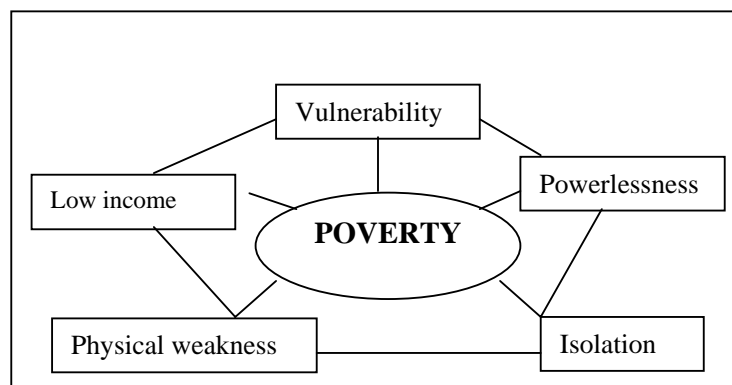 Vulnerability
Powerlessness
Low income
POVERTY
Physical weakness
Isolation